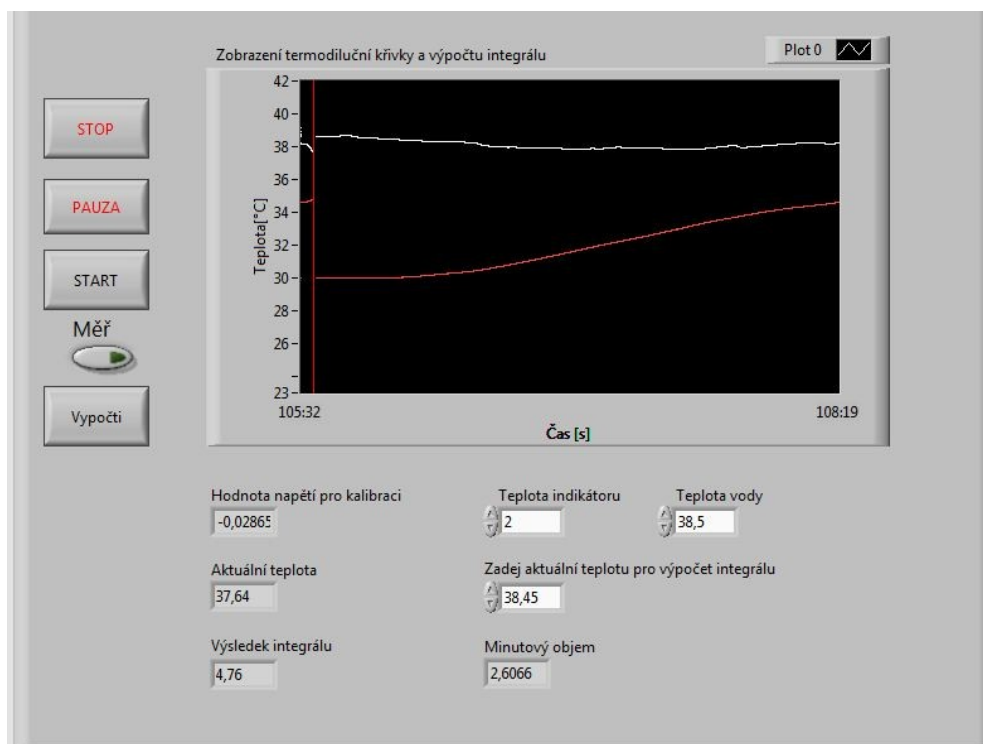 Zobrazení termodiluční křivky a výpočtu integrálu
Plot 0
STOP
PAUZA
START
Měř
Vypočti
Teplota[°C]
42
40
38
36
34
32
30
28
26
23
105:32
108:19
Čas [s]
Hodnota napětí pro kalibraci
-0,02865
Teplota indikátoru
2
Teplota vody
38,5
Aktuální teplota
37,64
Zadej aktuální teplotu pro výpočet integrálu
38,45
Výsledek integrálu
4,76
Minutový objem
2,6066